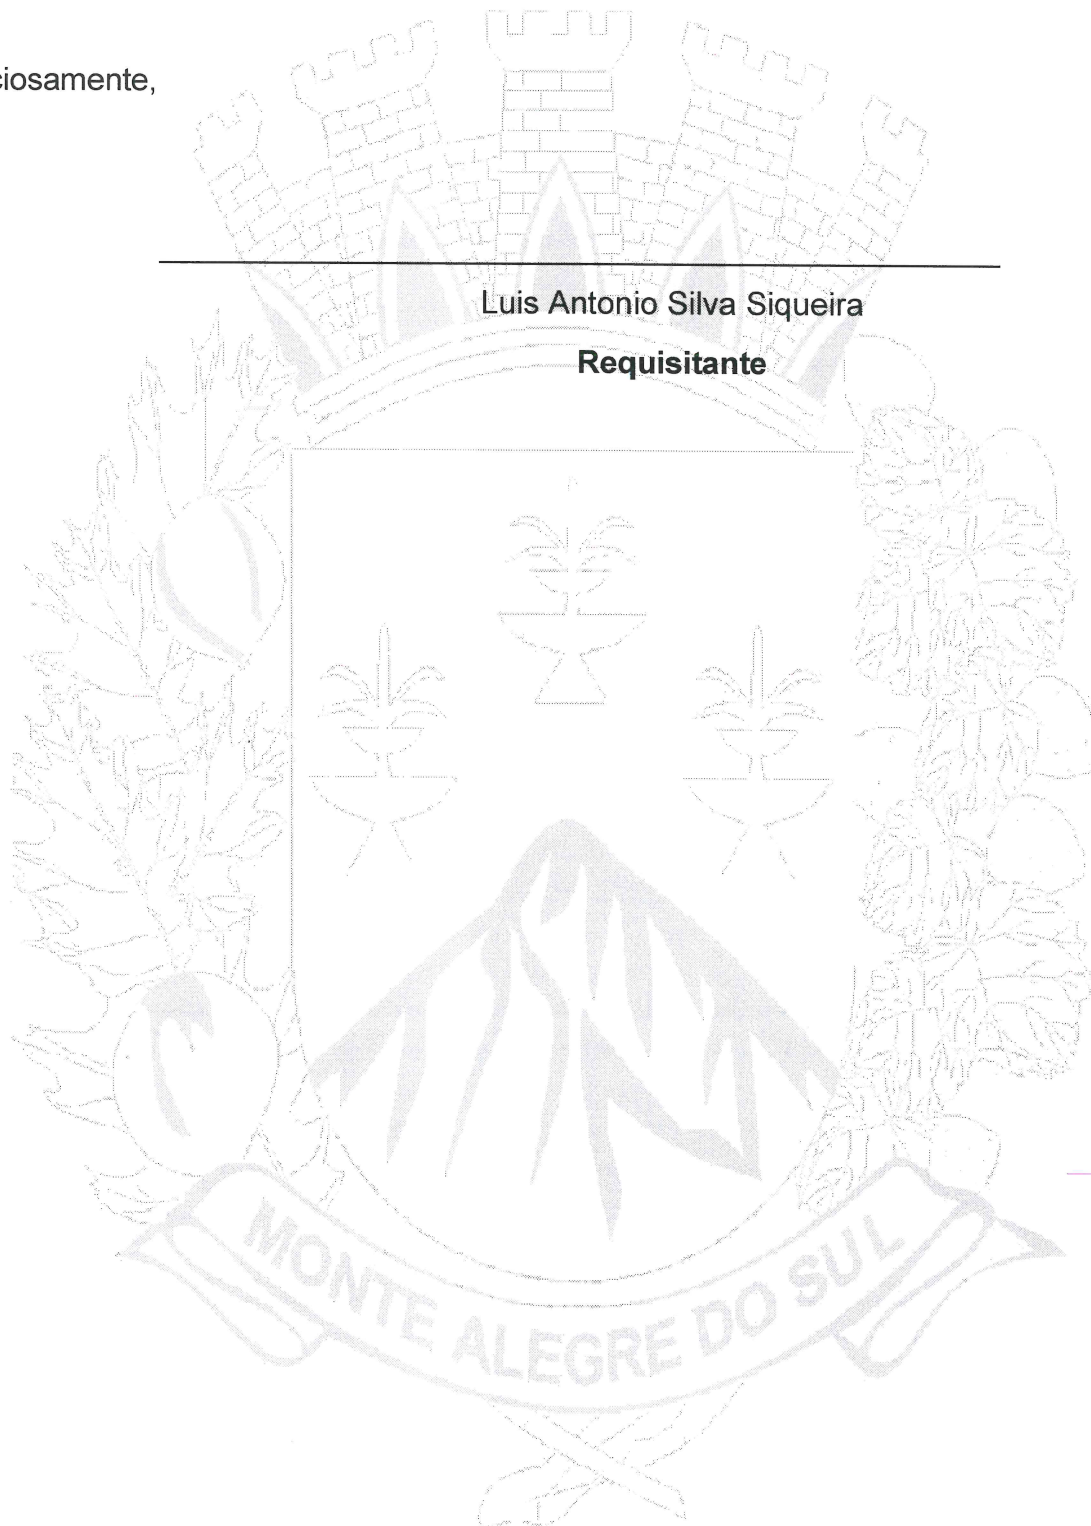 ciosamente,
Luis Antonio Silva Siqueira
Requisitante
MONTE ALEGRE DO SUL